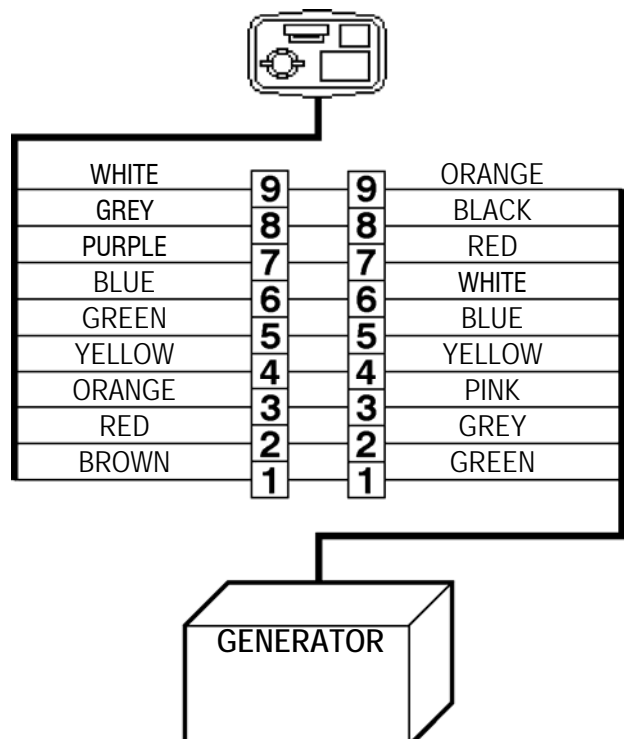 WHITE 9 9 ORANGE
GREY 8 8 BLACK
PURPLE 7 7 RED
BLUE 6 6 WHITE
GREEN 5 5 BLUE
YELLOW 4 4 YELLOW
ORANGE 3 3 PINK
RED 2 2 GREY
BROWN 1 1 GREEN
GENERATOR